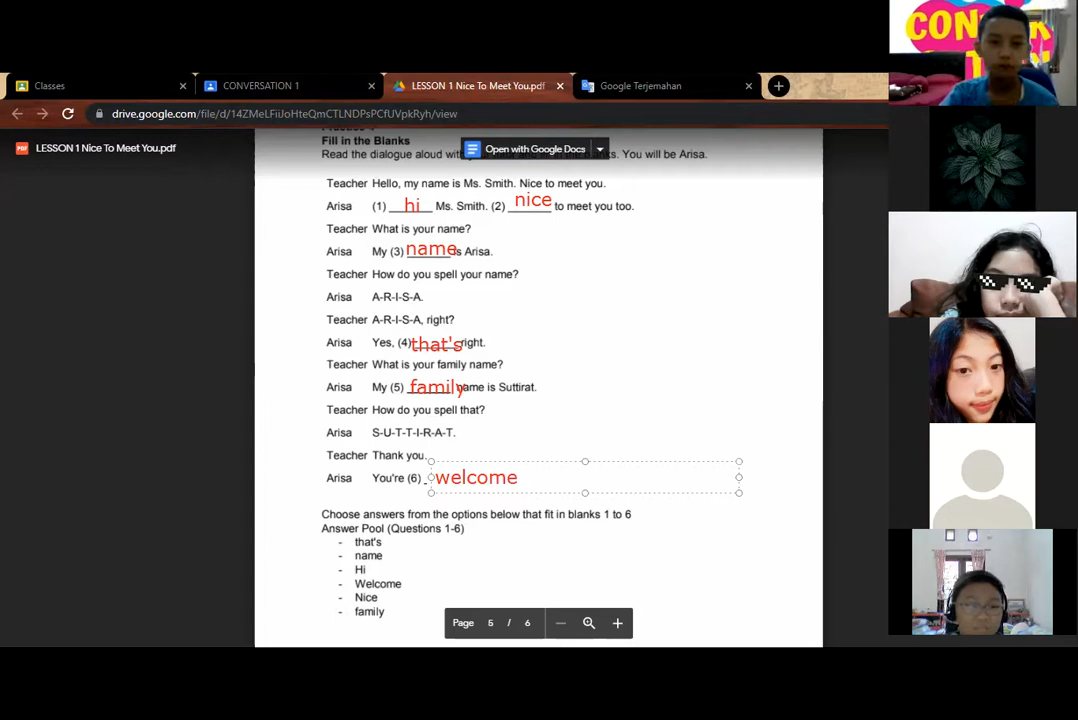 CON
Classes
CONVERSATION 1
LESSON 1 Nice To Meet You.pdf
Google Terjemahan
drive.google.com/file/d/14ZMeLFiiJoHteQmCTLNDPsPCfUVpkRyh/view
LESSON 1 Nice To Meet You.pdf
Open with Google Docs
Fill in the Blanks
Read the dialogue aloud with blanks. You will be Arisa.
Teacher Hello, my name is Ms. Smith. Nice to meet you.
Arisa (1) hi Ms. Smith. (2) nice to meet you too.
Teacher What is your name?
Arisa My (3) name is Arisa.
Teacher How do you spell your name?
Arisa A-R-I-S-A.
Teacher A-R-I-S-A, right?
Arisa Yes, (4) that's right.
Teacher What is your family name?
Arisa My (5) family name is Suttirat.
Teacher How do you spell that?
Arisa S-U-T-T-I-R-A-T.
Teacher Thank you.
Arisa You're (6) welcome
Choose answers from the options below that fit in blanks 1 to 6
Answer Pool (Questions 1-6)
- that's
- name
- Hi
- Welcome
- Nice
- family
Page 5 / 6